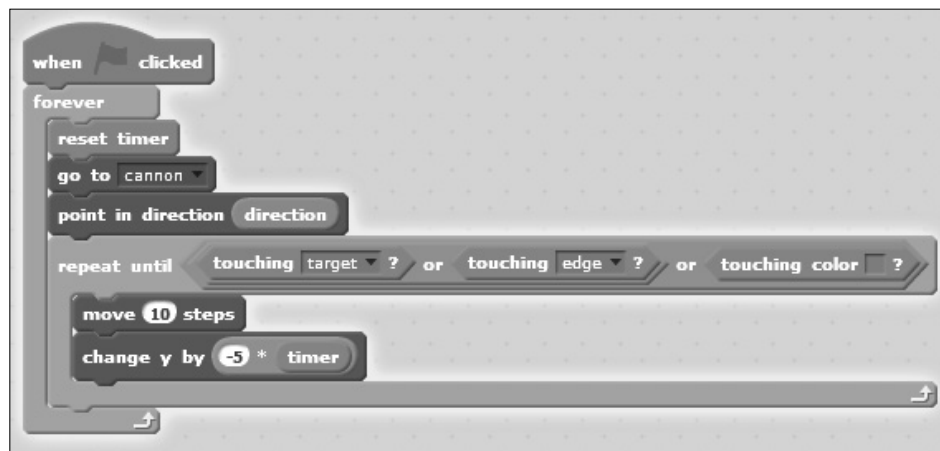 when clicked
forever
reset timer
go to cannon
point in direction direction
repeat until touching target ? or touching edge ? or touching color ?
move 10 steps
change y by -5 * timer